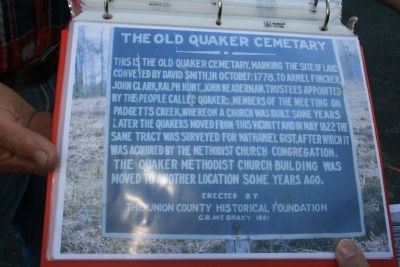 THE OLD QUAKER CEMETARY
THIS IS THE OLD QUAKER CEMETARY, MARKING THE SITE OF LAND
CONVEYED BY DAVID SMITH, IN OCTOBER, 1778, TO ARMEL FINCHER,
JOHN CLARK, RALPH HUNT, JOHN NEADERMAN, TRUSTEES APPOINTED
BY THE PEOPLE CALLED QUAKERS, MEMBERS OF THE MEETING ON
PADGETTS CREEK, WHEREON A CHURCH WAS BUILT. SOME YEARS
LATER THE QUAKERS MOVED FROM THIS VICINITY AND IN MAY 1822 THE
SAME TRACT WAS SURVEYED FOR NATHANIEL GIST, AFTER WHICH IT
WAS ACQUIRED BY THE METHODIST CHURCH CONGREGATION.
THE QUAKER METHODIST CHURCH BUILDING WAS
MOVED TO ANOTHER LOCATION SOME YEARS AGO.
ERECTED BY
THE UNION COUNTY HISTORICAL FOUNDATION
C.B. McGRADY 1981